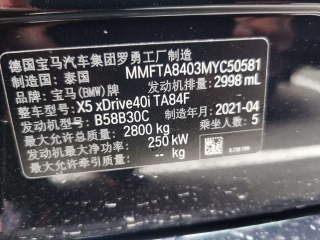 德国宝马汽车集团罗勇工厂制造
制造国：泰国 MMFTA8403MYC50581
品牌：宝马(BMW)牌 发动机排量：2998 mL
整车型号：X5 xDrive40i TA84F
发动机型号：B58B30C 制造年月：2021-04
最大允许总质量：2800 kg 乘坐人数：5
发动机最大净功率：250 kW
最大允许牵引质量：-- kg